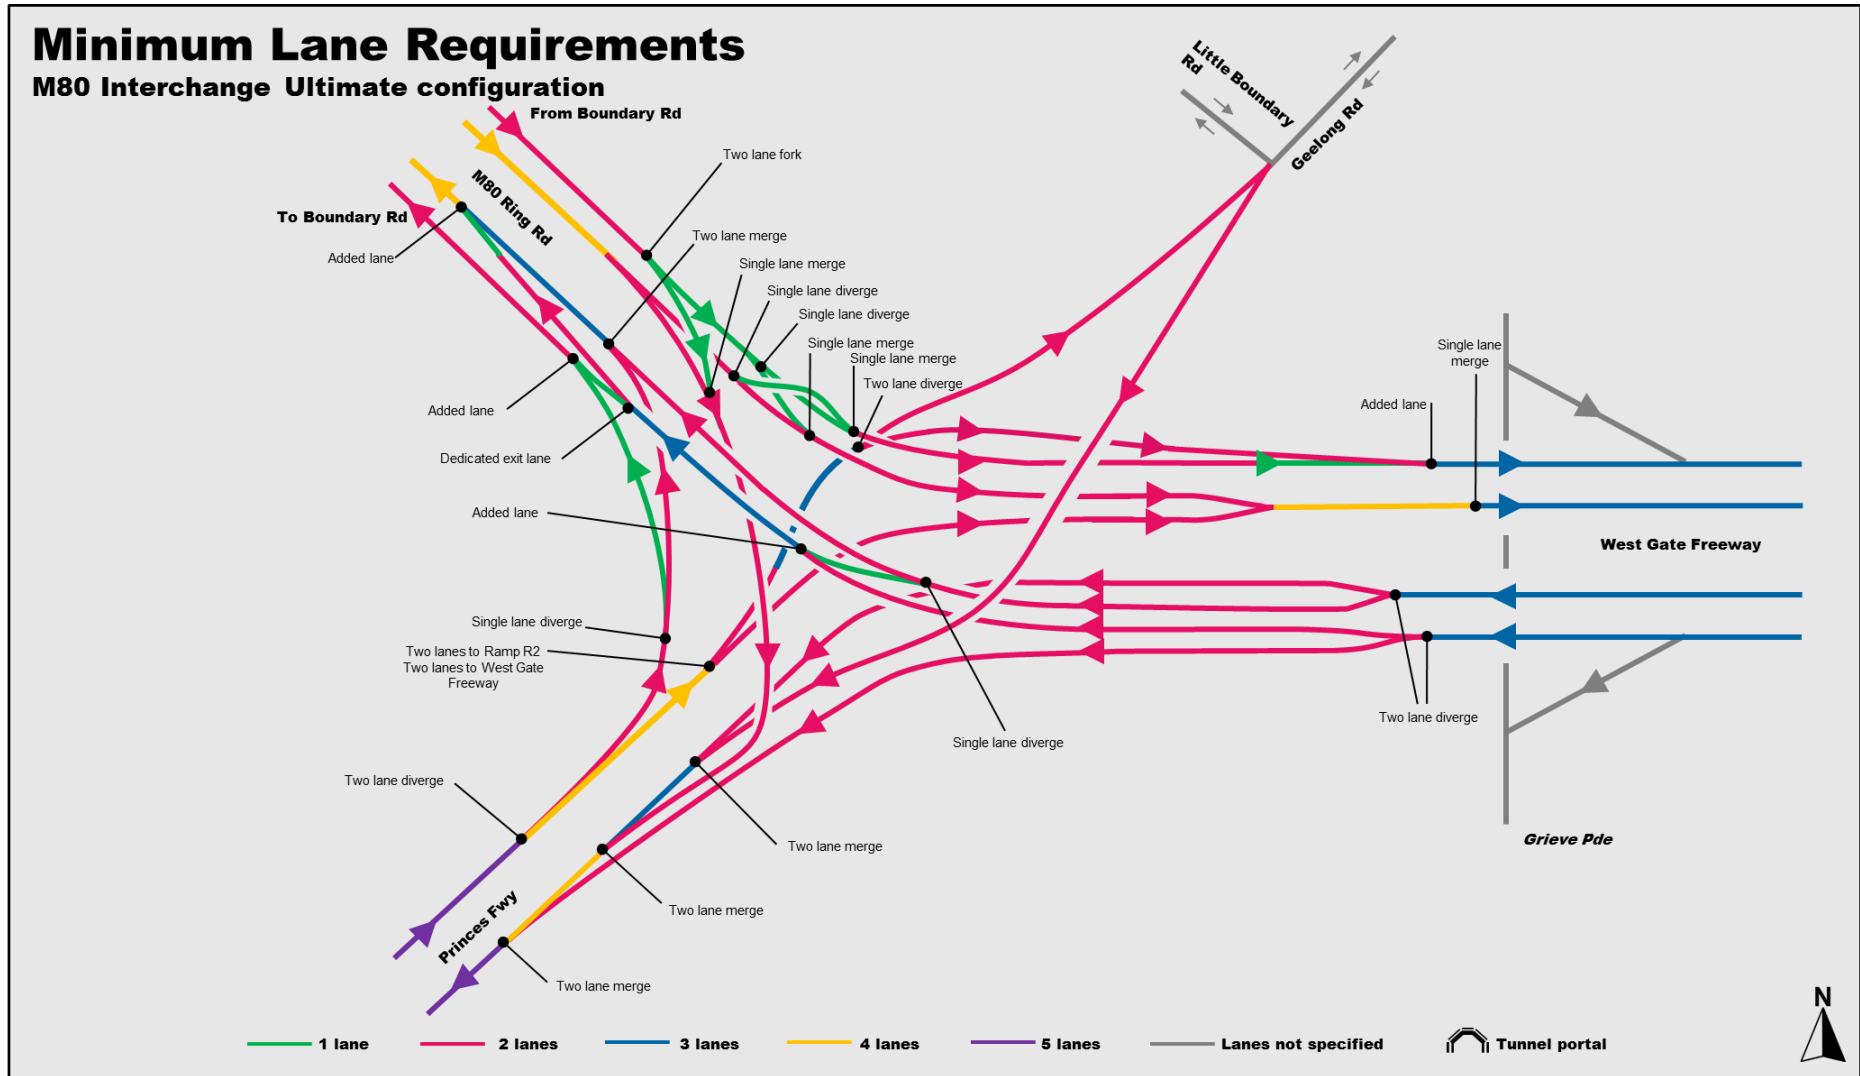 Minimum Lane Requirements
M80 Interchange Ultimate configuration
From Boundary Rd
Little Boundary
Rd
Geelong Rd
Two lane fork
M80 Ring Rd
To Boundary Rd
Added lane
Two lane merge
Single lane merge
Single lane diverge
Single lane diverge
Single lane merge
Single lane merge
Two lane diverge
Single lane
merge
Added lane
Added lane
Dedicated exit lane
Added lane
West Gate Freeway
Single lane diverge
Two lanes to Ramp R2
Two lanes to West Gate
Freeway
Two lane diverge
Single lane diverge
Two lane diverge
Two lane merge
Grieve Pde
Two lane merge
Princes Fwy
Two lane merge
N
1 lane
2 lanes
3 lanes
4 lanes
5 lanes
Lanes not specified
Tunnel portal